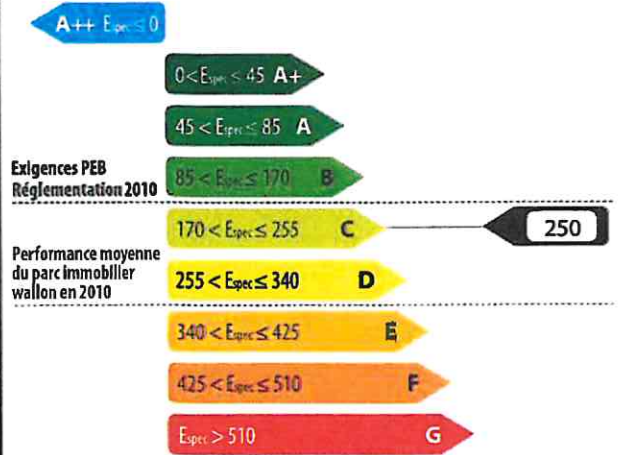 A++ Espec ≤ 0
0 < Espec ≤ 45 A+
45 < Espec ≤ 85 A
Exigences PEB
Réglementation 2010
85 < Espec ≤ 170 B
170 < Espec ≤ 255 C
250
Performance moyenne
du parc immobilier
wallon en 2010
255 < Espec ≤ 340 D
340 < Espec ≤ 425 E
425 < Espec ≤ 510 F
Espec > 510 G